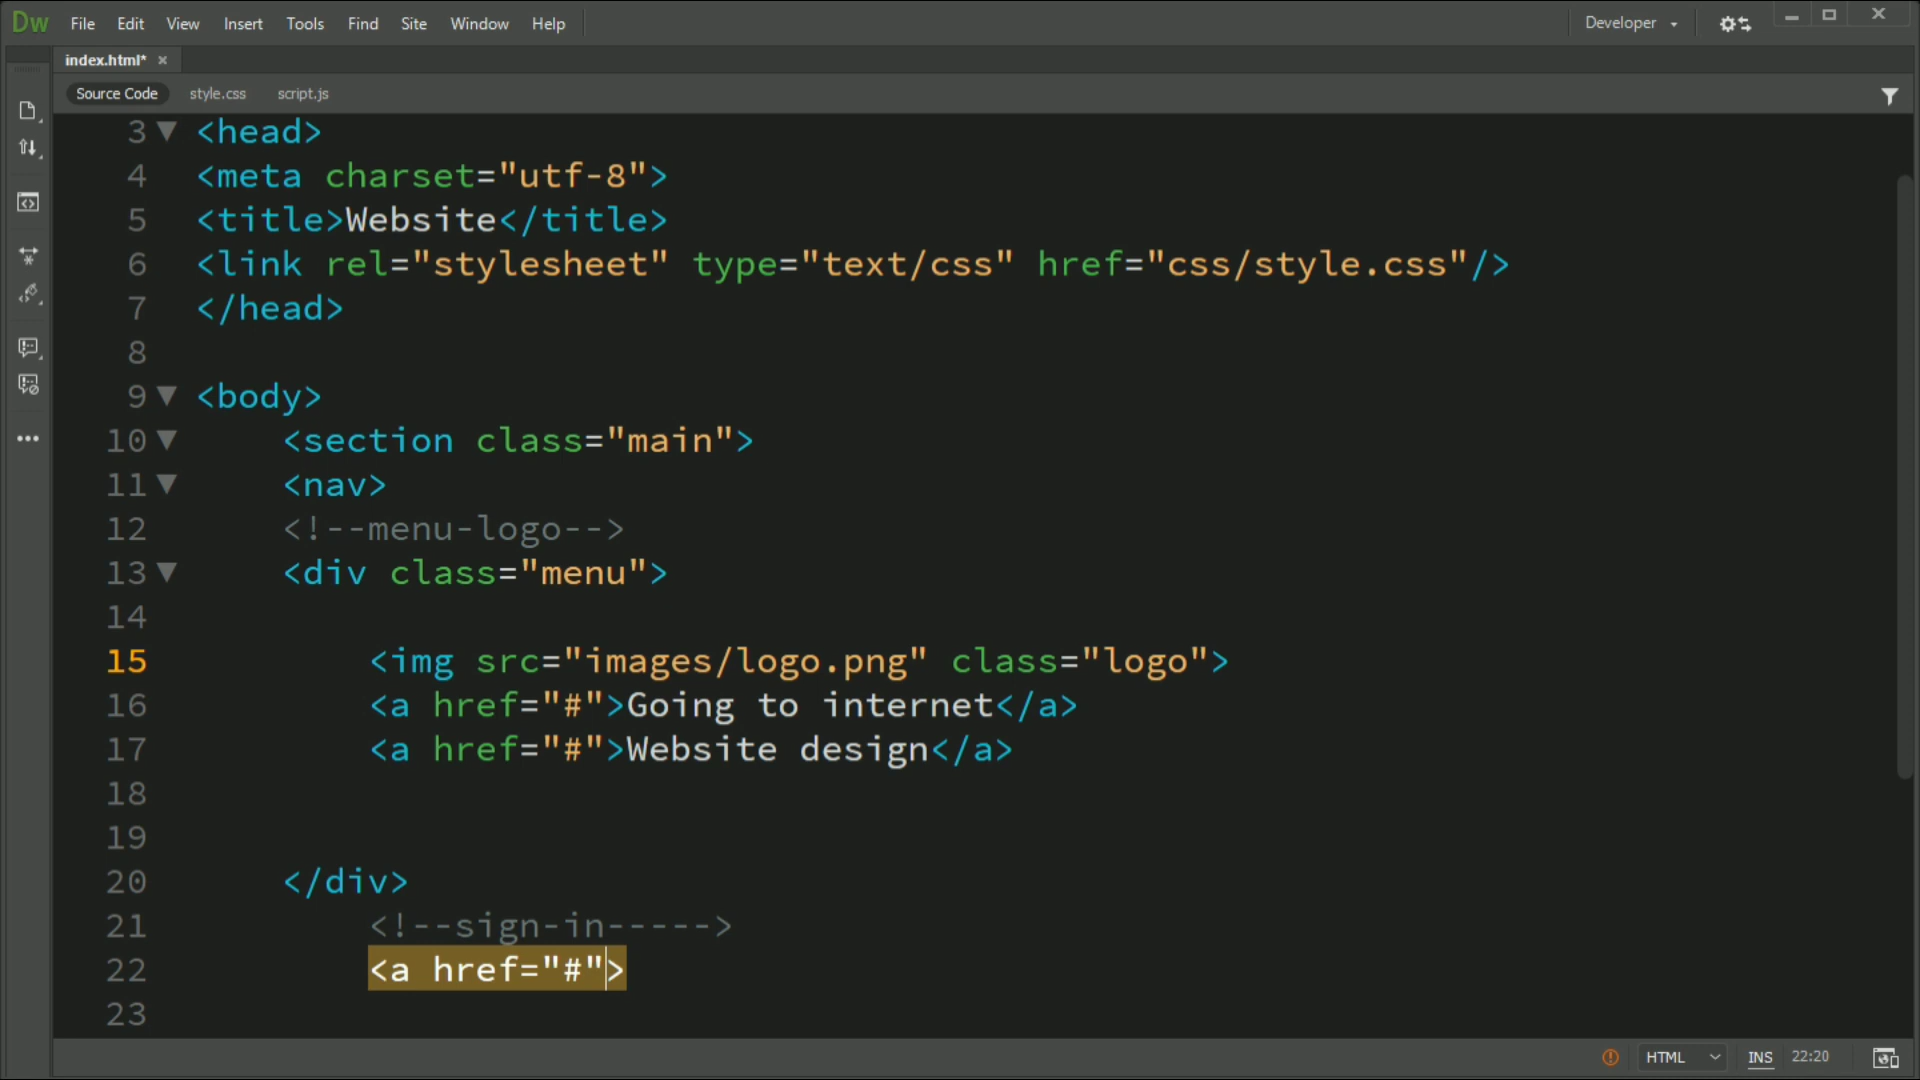 Dw File Edit View Insert Tools Find Site Window Help Developer
index.html*
Source Code style.css script.js
3 <head>
4 <meta charset="utf-8">
5 <title>Website</title>
6 <link rel="stylesheet" type="text/css" href="css/style.css"/>
7 </head>
8
9 <body>
10 <section class="main">
11 <nav>
12 <!--menu-logo-->
13 <div class="menu">
14
15 <img src="images/logo.png" class="logo">
16 <a href="#">Going to internet</a>
17 <a href="#">Website design</a>
18
19
20 </div>
21 <!--sign-in----->
22 <a href="#">
23
HTML INS 22:20